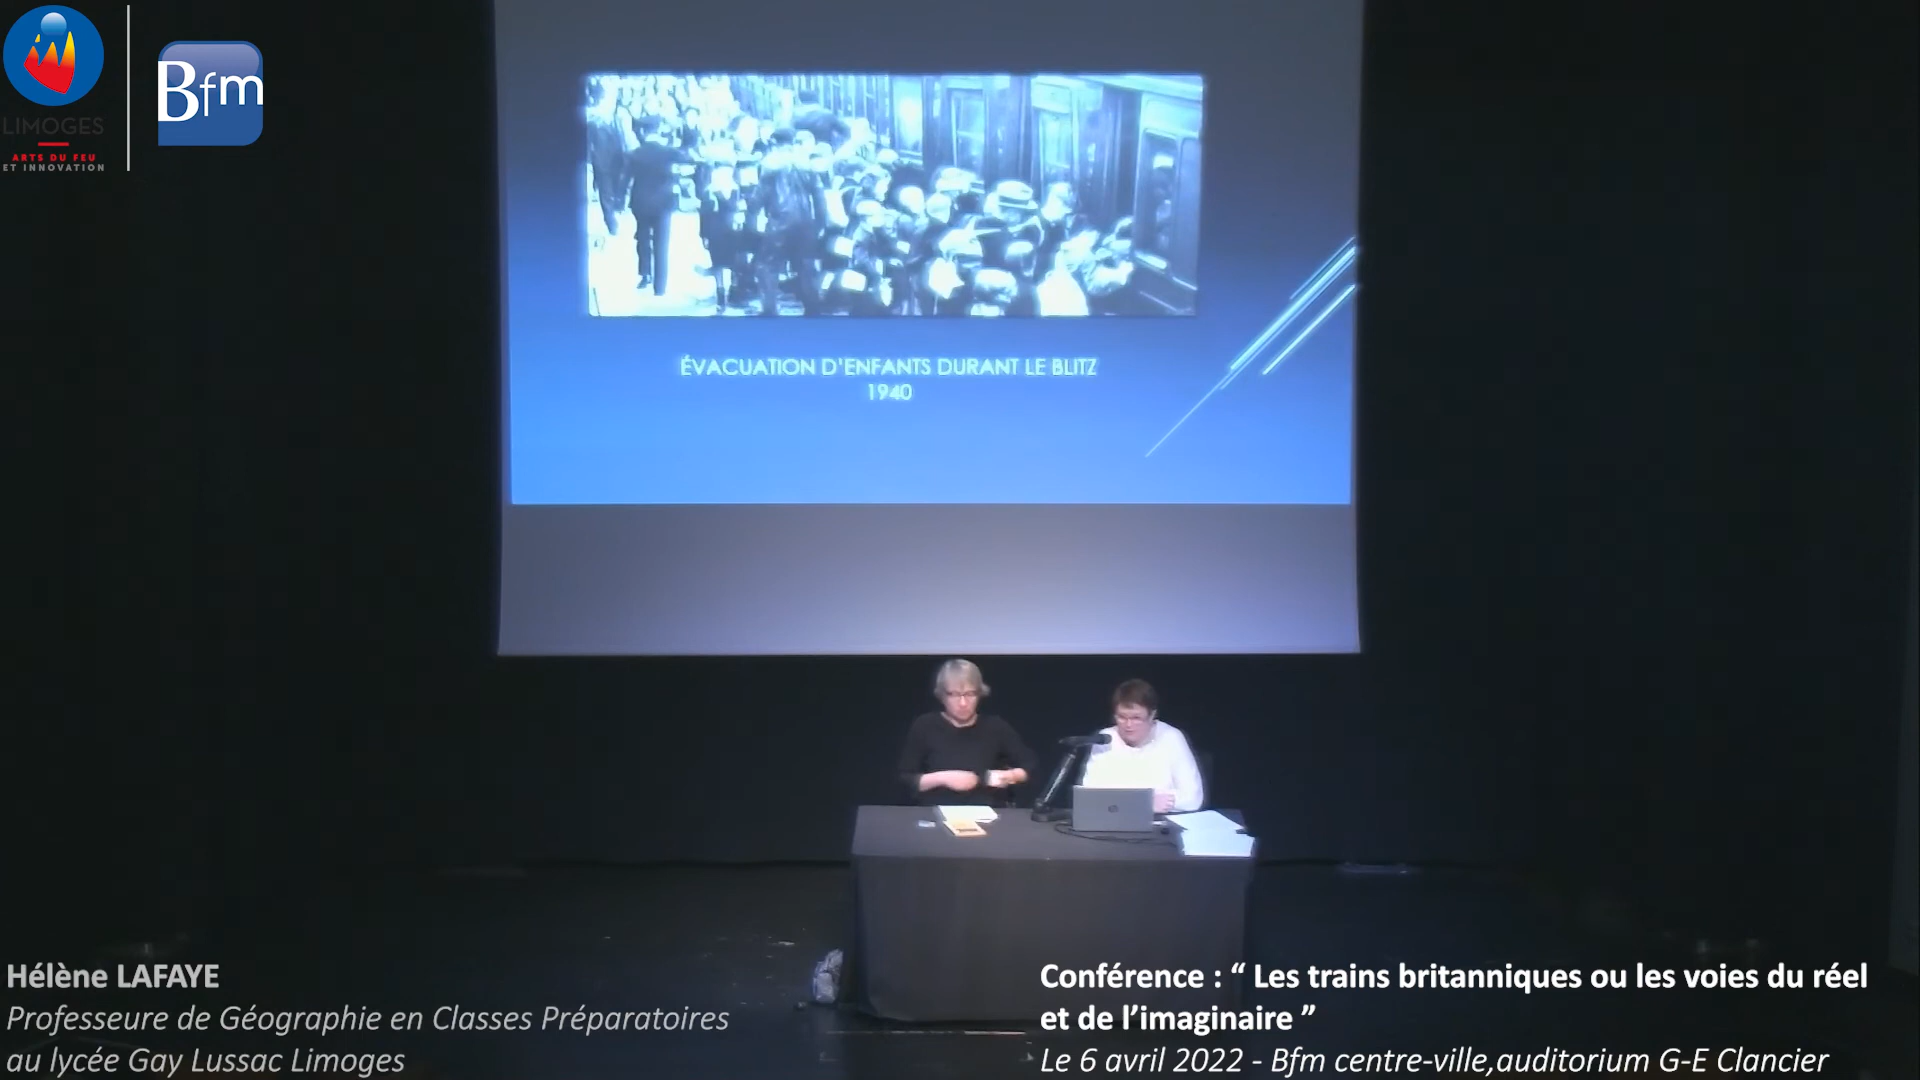 LIMOGES
ARTS DU FEU
ET INNOVATION
Bfm
ÉVACUATION D'ENFANTS DURANT LE BLITZ
1940
Hélène LAFAYE
Professeure de Géographie en Classes Préparatoires
au lycée Gay Lussac Limoges
Conférence : “ Les trains britanniques ou les voies du réel
et de l’imaginaire ”
Le 6 avril 2022 - Bfm centre-ville,auditorium G-E Clancier